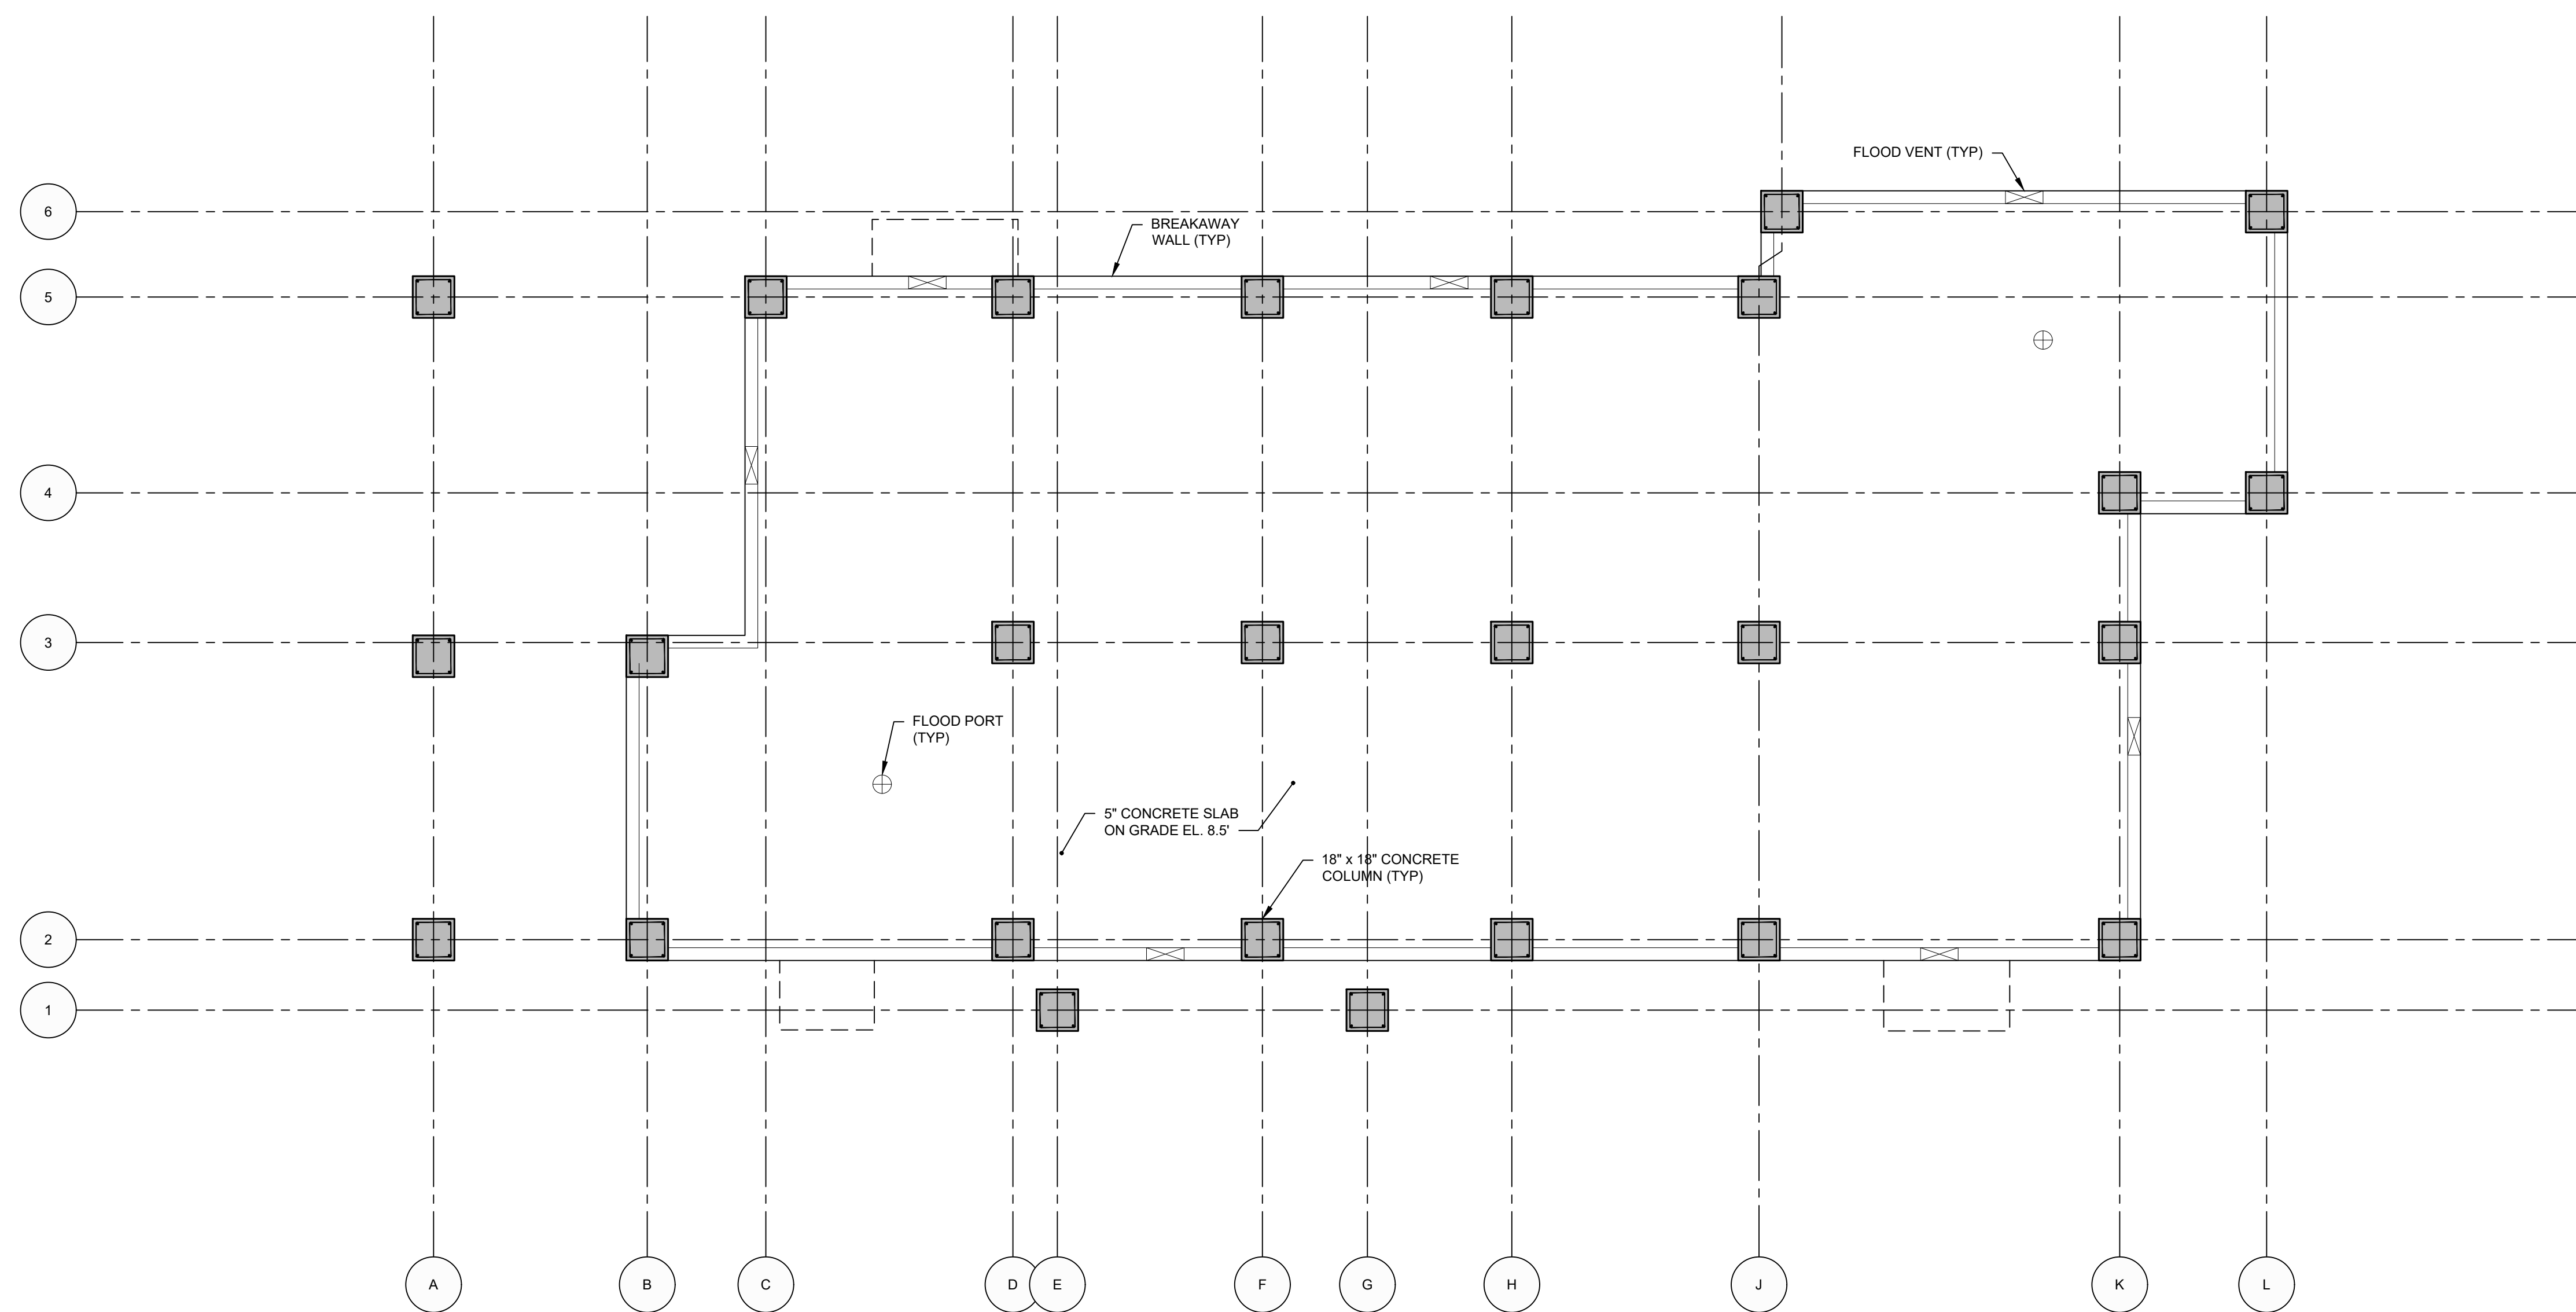 FLOOD VENT (TYP)
6
BREAKAWAY
WALL (TYP)
5
4
3
FLOOD PORT
(TYP)
5" CONCRETE SLAB
ON GRADE EL. 8.5'
18" x 18" CONCRETE
COLUMN (TYP)
2
1
A B C D E F G H J K L